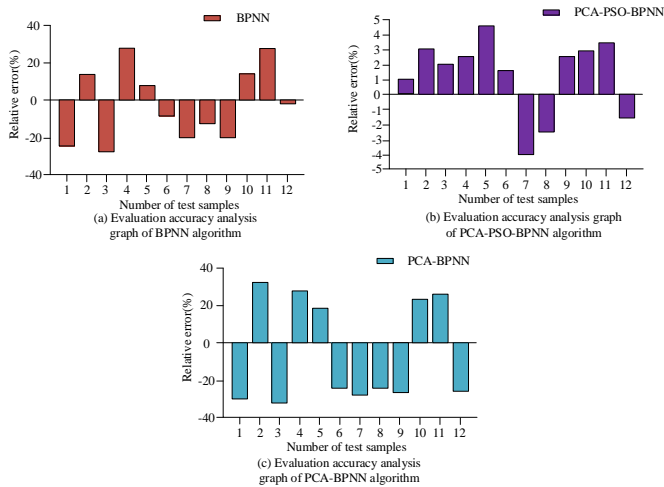 BPNN
40
20
0
-20
-40
Relative error(%)
1 2 3 4 5 6 7 8 9 10 11 12
Number of test samples
(a) Evaluation accuracy analysis
graph of BPNN algorithm
PCA-PSO-BPNN
5
4
3
2
1
0
-1
-2
-3
-4
-5
Relative error(%)
1 2 3 4 5 6 7 8 9 10 11 12
Number of test samples
(b) Evaluation accuracy analysis graph
of PCA-PSO-BPNN algorithm
PCA-BPNN
40
20
0
-20
-40
Relative error(%)
1 2 3 4 5 6 7 8 9 10 11 12
Number of test samples
(c) Evaluation accuracy analysis
graph of PCA-BPNN algorithm